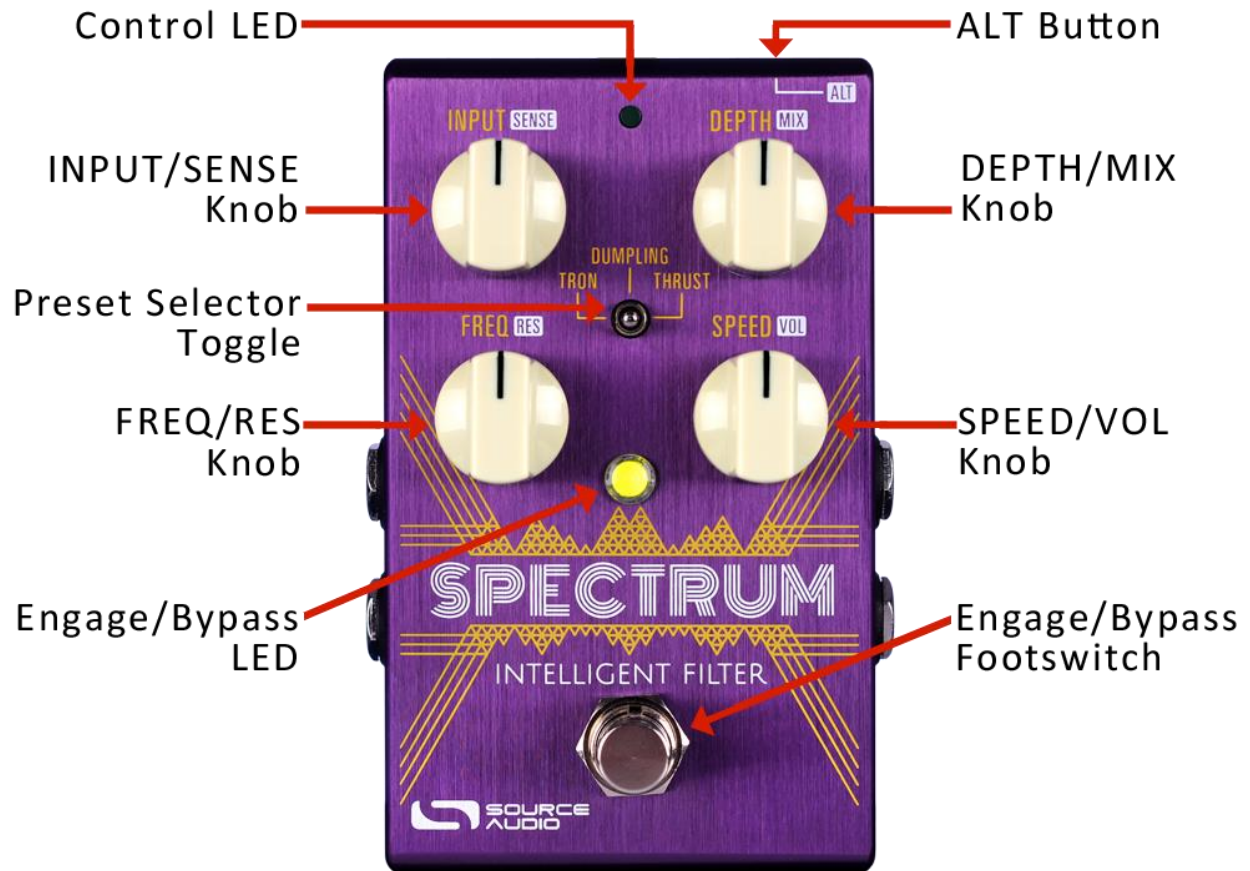 Control LED
ALT Button
ALT
INPUT SENSE
DEPTH MIX
INPUT/SENSE
Knob
DEPTH/MIX
Knob
DUMPLING
TRON
THRUST
Preset Selector
Toggle
FREQ RES
SPEED VOL
FREQ/RES
Knob
SPEED/VOL
Knob
SPECTRUM
Engage/Bypass
LED
Engage/Bypass
Footswitch
INTELLIGENT FILTER
SOURCE
AUDIO